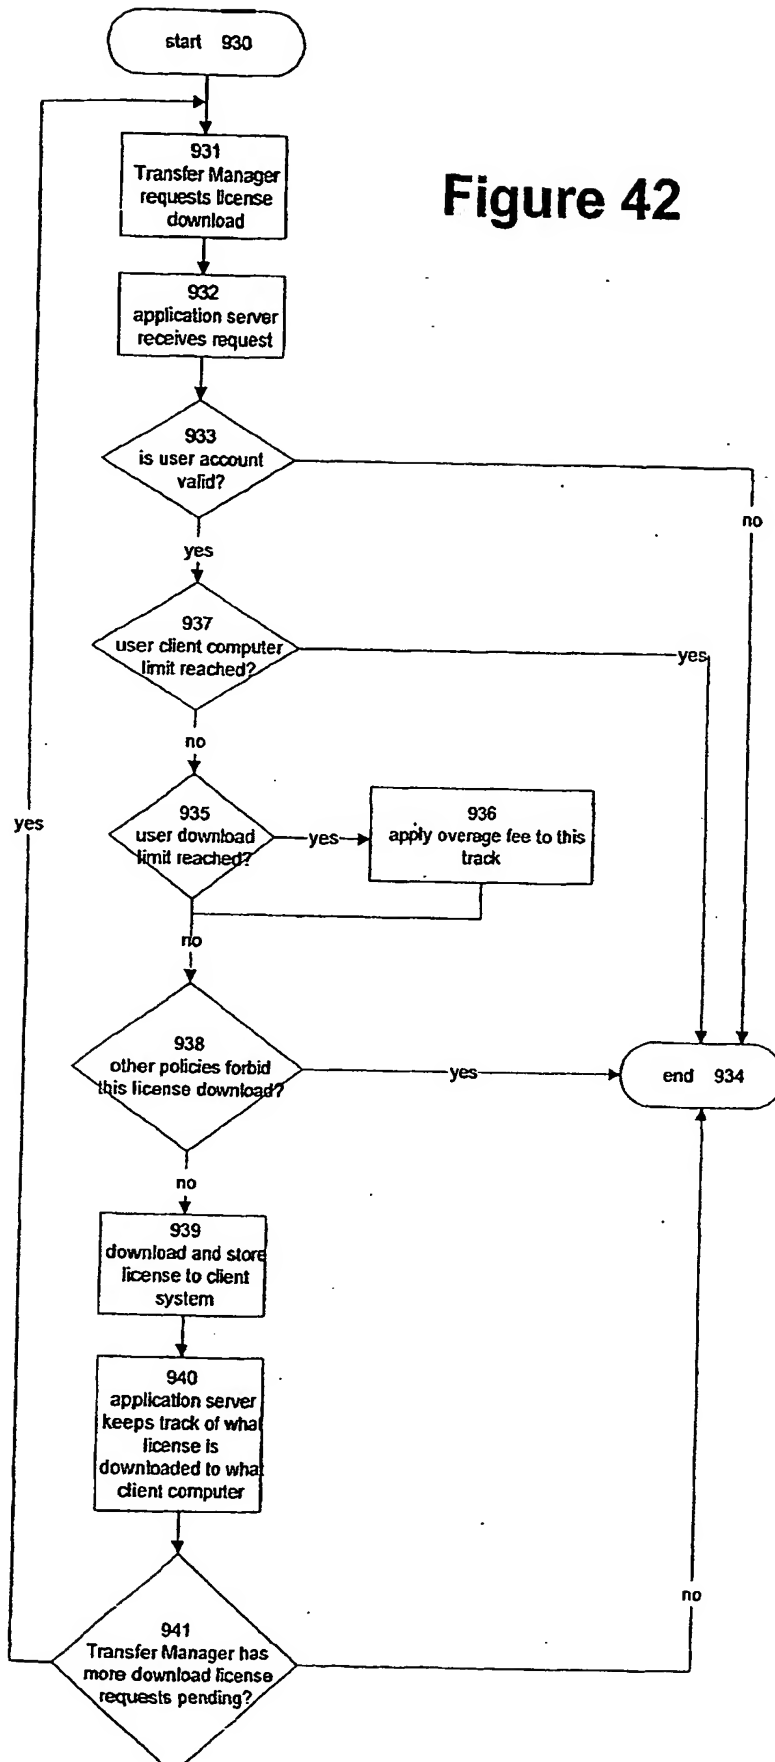 start 930
Figure 42
931
Transfer Manager
requests license
download
932
application server
receives request
933
is user account
valid?
no
yes
937
user client computer
limit reached?
yes
no
935
user download
limit reached?
yes
936
apply overage fee to this
track
yes
no
938
other policies forbid
this license download?
yes
end 934
no
939
download and store
license to client
system
940
application server
keeps track of what
license is
downloaded to what
client computer
no
941
Transfer Manager has
more download license
requests pending?